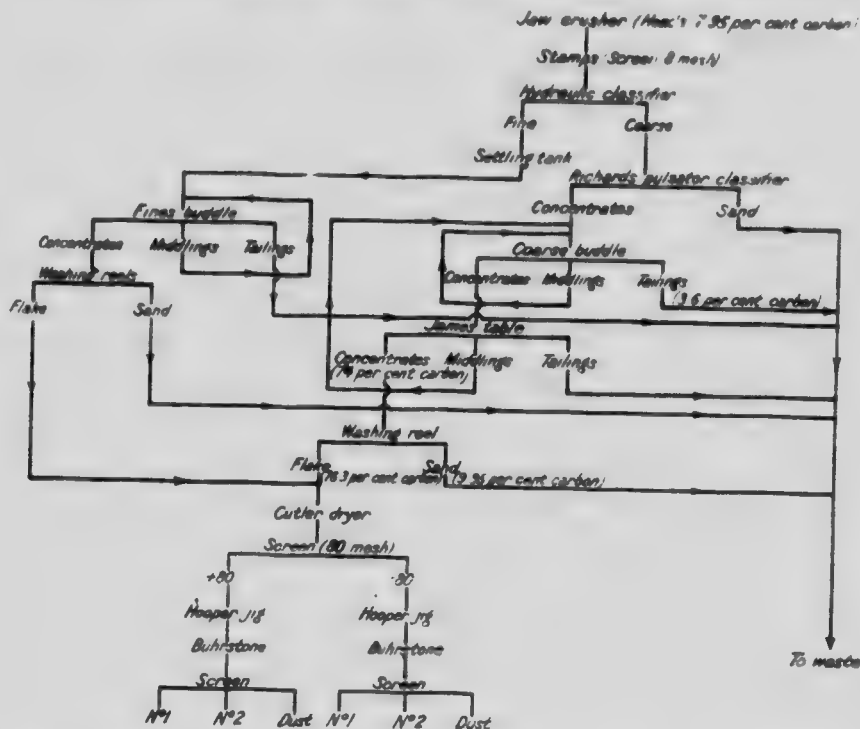 Jaw crusher ( 7.95 per cent carbon)
Stamps (Screen 8 mesh)
Hydraulic classifier
Fine Coarse
Settling tank
Richards pulsator classifier
Concentrates Sand
Fines buddle
Concentrates Middlings Tailings
Coarse buddle
Washing reels
Concentrates Middlings Tailings
(3.6 per cent carbon)
Flake Sand
James table
Concentrates Middlings Tailings
(74 per cent carbon)
Washing reel
Flake Sand
(76.3 per cent carbon) (9.95 per cent carbon)
Cutler dryer
Screen (80 mesh)
+80 -80
Hooper jig Hooper jig
Buhrstone Buhrstone
To waste
Screen Screen
Nº1 Nº2 Dust Nº1 Nº2 Dust